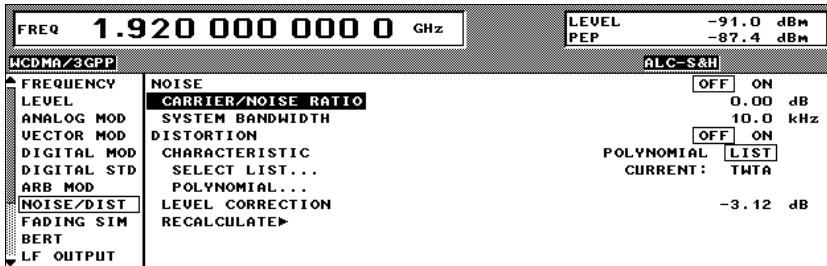 FREQ 1.920 000 000 0 GHz
LEVEL -91.0 dBm
PEP -87.4 dBm
WCDMA/3GPP ALC-S&H
FREQUENCY
LEVEL
ANALOG MOD
VECTOR MOD
DIGITAL MOD
DIGITAL STD
ARB MOD
NOISE/DIST
FADING SIM
BERT
LF OUTPUT
NOISE OFF ON
CARRIER/NOISE RATIO 0.00 dB
SYSTEM BANDWIDTH 10.0 kHz
DISTORTION OFF ON
CHARACTERISTIC POLYNOMIAL LIST
SELECT LIST... CURRENT: TWTA
POLYNOMIAL...
LEVEL CORRECTION -3.12 dB
RECALCULATE▶